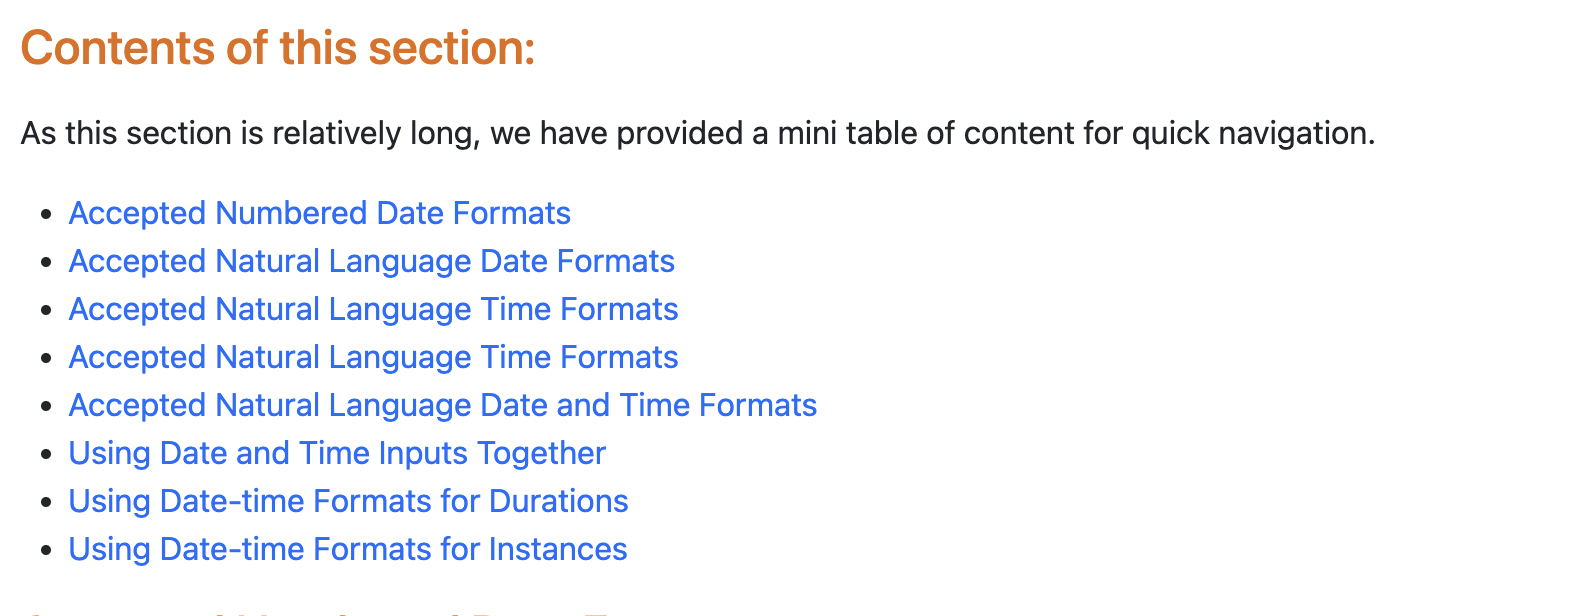 Contents of this section:
As this section is relatively long, we have provided a mini table of content for quick navigation.
• Accepted Numbered Date Formats
• Accepted Natural Language Date Formats
• Accepted Natural Language Time Formats
• Accepted Natural Language Time Formats
• Accepted Natural Language Date and Time Formats
• Using Date and Time Inputs Together
• Using Date-time Formats for Durations
• Using Date-time Formats for Instances